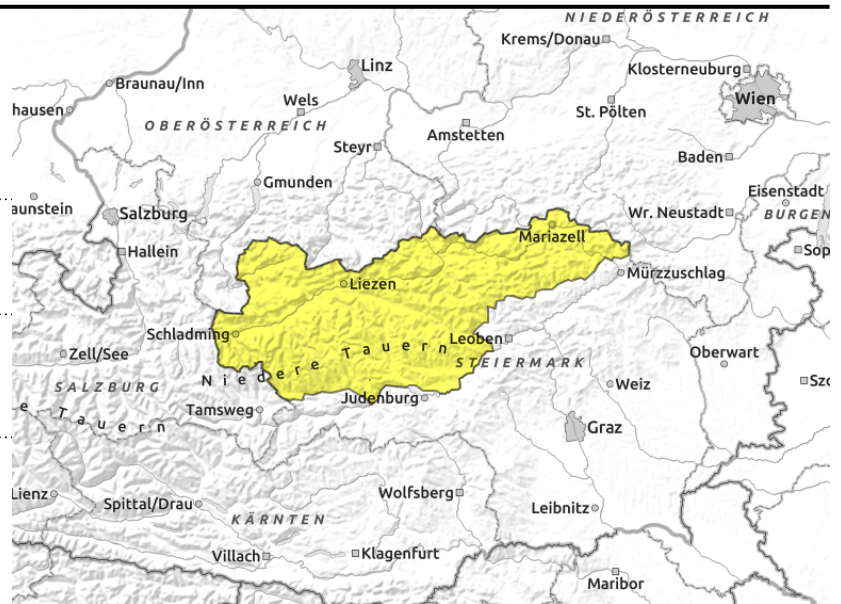 NIEDERÖSTERREICH
Krems/Donau
Linz
Klosterneuburg
Braunau/Inn
Wels
Wien
hausen
St. Pölten
OBERÖSTERREICH
Amstetten
Steyr
Baden
Gmunden
Eisenstadt
aunstein
Salzburg
Wr. Neustadt
BURGEN
Mariazell
Hallein
Sop
Mürzzuschlag
Liezen
Schladming
Leoben
Niedere Tauern
Zell/See
STEIERMARK
Oberwart
SALZBURG
Weiz
Szo
Judenburg
Tamsweg
e Tauern
Graz
Lienz
Wolfsberg
Spittal/Drau
Leibnitz
KÄRNTEN
Villach
Klagenfurt
Maribor